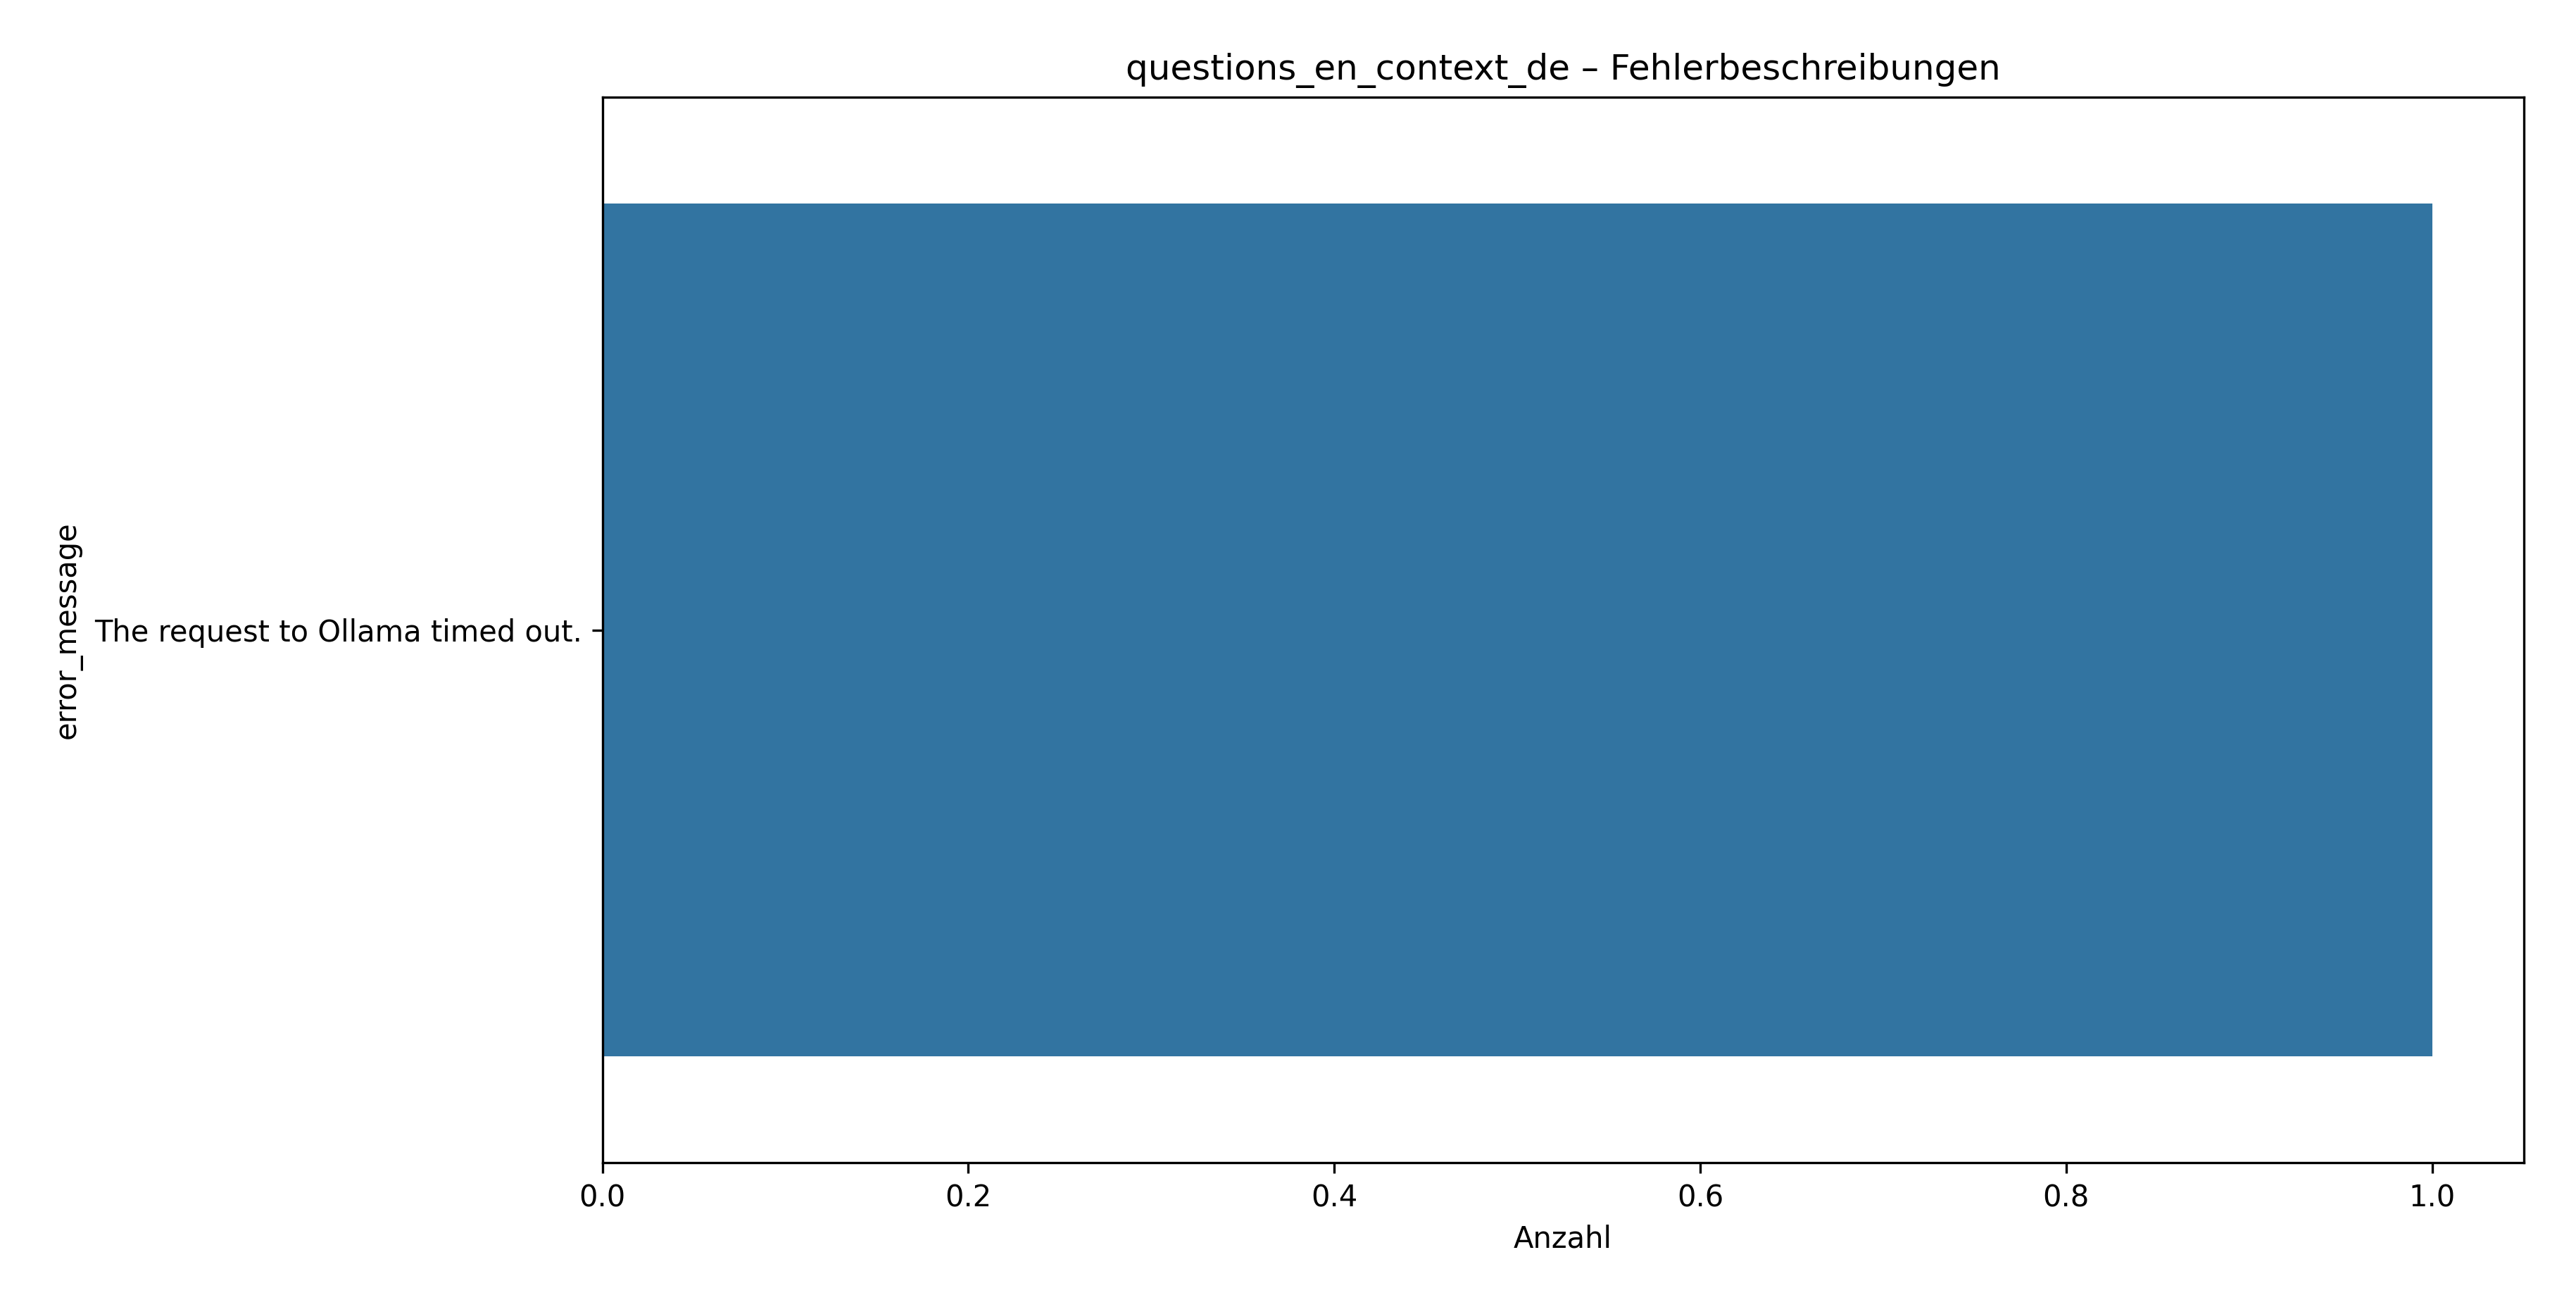 questions_en_context_de – Fehlerbeschreibungen
error_message
The request to Ollama timed out.
0.0 0.2 0.4 0.6 0.8 1.0
Anzahl